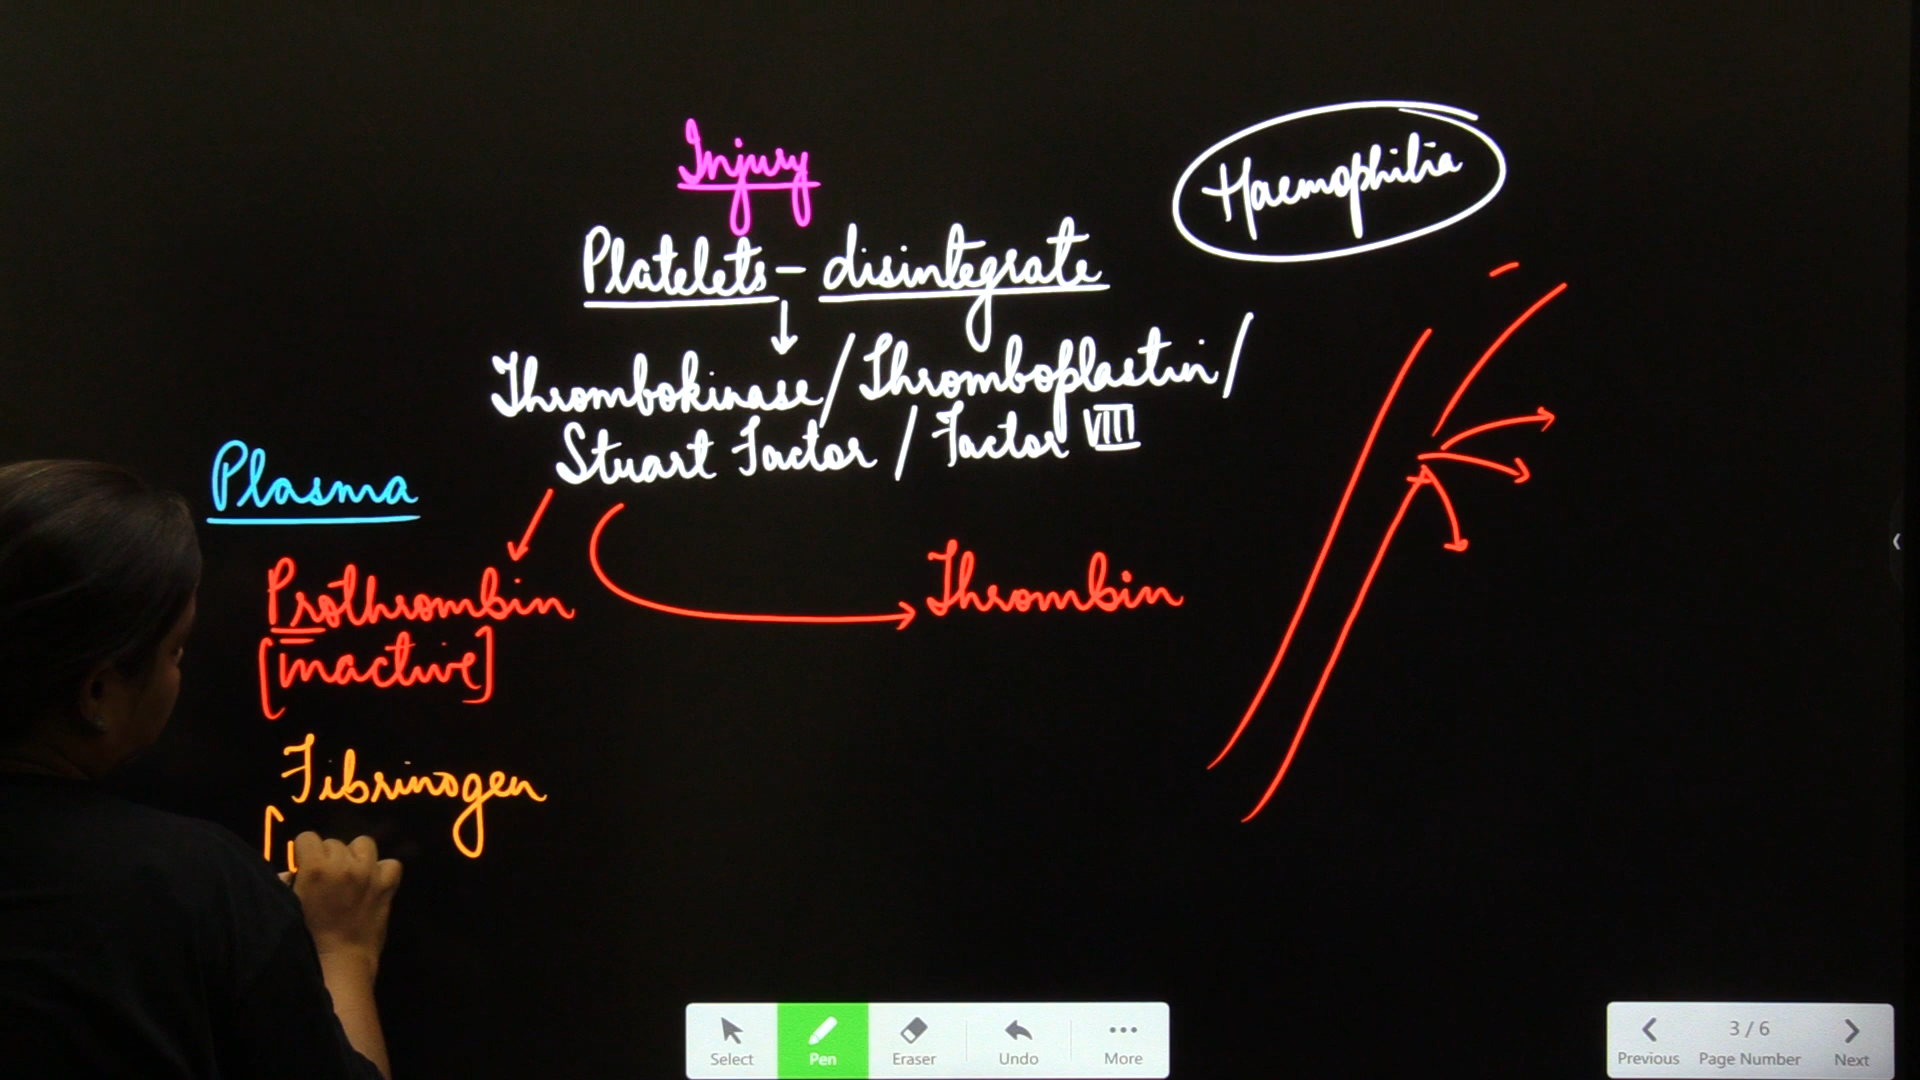 Injury
Haemophilia
Platelets - disintegrate
Thrombokinase / Thromboplastin /
Stuart Factor / Factor VIII
Plasma
Prothrombin
Thrombin
[inactive]
Fibrinogen
Select
Pen
Eraser
Undo
More
Previous
3 / 6
Page Number
Next